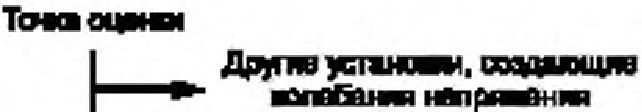 Точка оценки
Другие установки, создающие
колебания напряжения